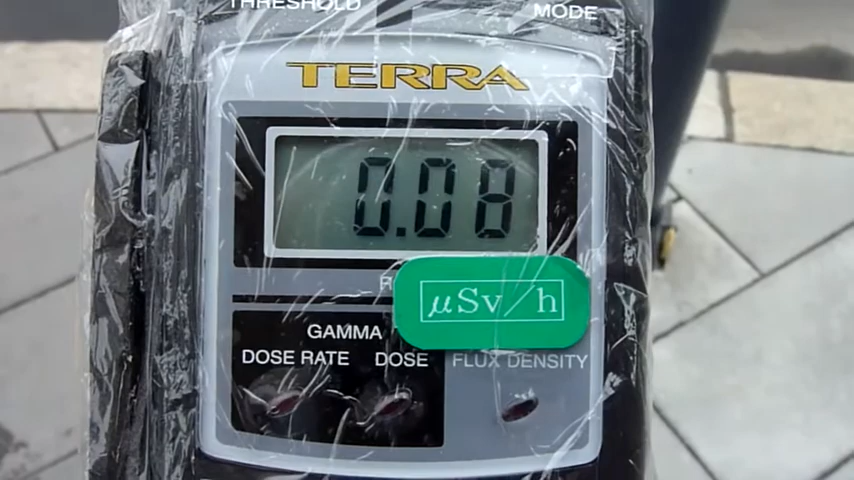 THRESHOLD MODE
TERRA
0.08
μSv/h
GAMMA
DOSE RATE DOSE FLUX DENSITY